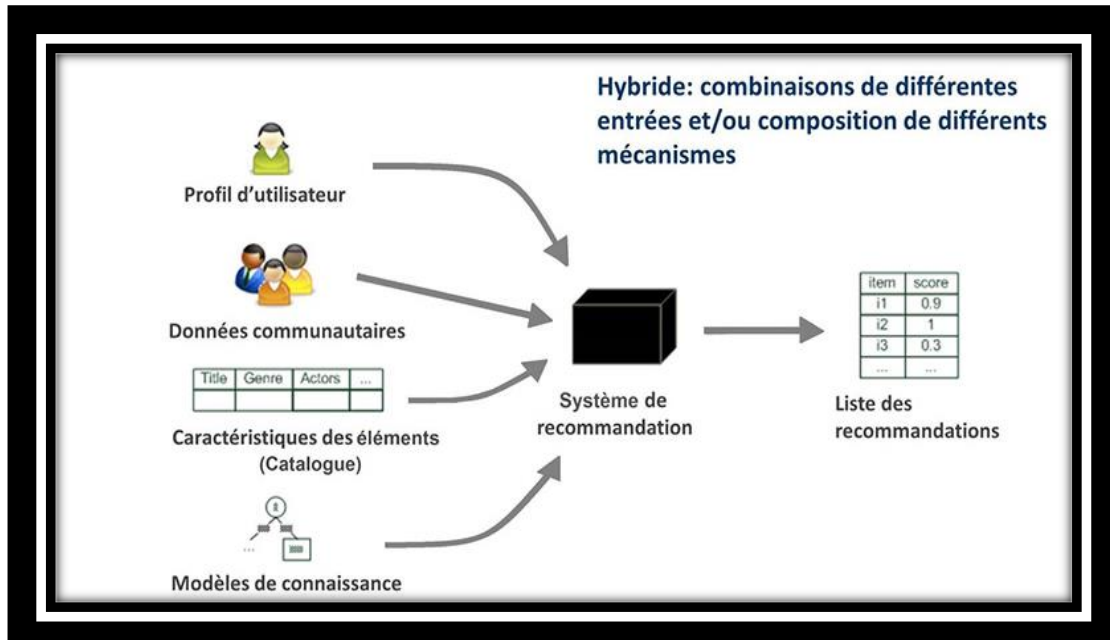 Hybride: combinaisons de différentes
entrées et/ou composition de différents
mécanismes
Profil d'utilisateur
Données communautaires
Title Genre Actors ...
Caractéristiques des éléments
(Catalogue)
...
Modèles de connaissance
Système de
recommandation
item score
i1 0.9
i2 1
i3 0.3
... ...
Liste des
recommandations